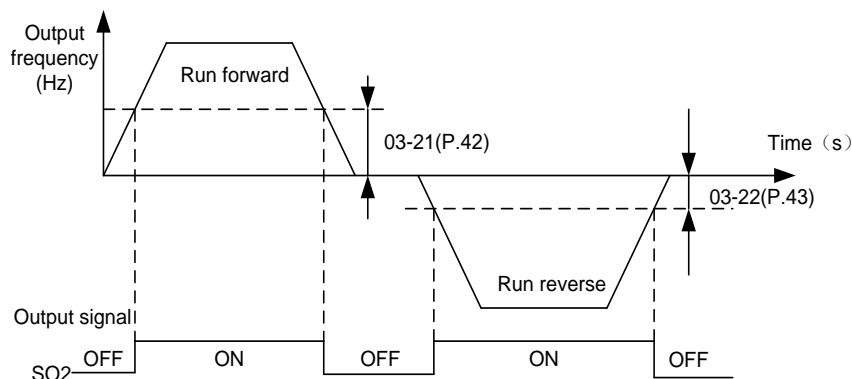 Output
frequency
(Hz)
Run forward
03-21(P.42)
Time（s）
03-22(P.43)
Run reverse
Output signal
SO2 OFF ON OFF ON OFF